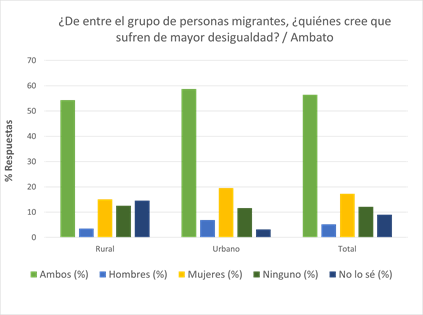 ¿De entre el grupo de personas migrantes, ¿quiénes cree que
sufren de mayor desigualdad? / Ambato
% Respuestas
70
60
50
40
30
20
10
0
Rural Urbano Total
Ambos (%) Hombres (%) Mujeres (%) Ninguno (%) No lo sé (%)